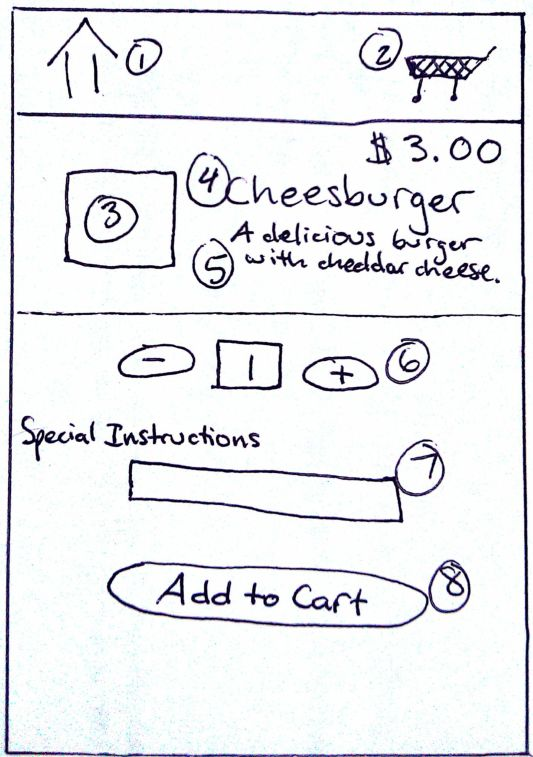 1
2
$3.00
3
4 Cheesburger
A delicious burger
5 with cheddar cheese.
- 1 + 6
Special Instructions
7
Add to Cart 8